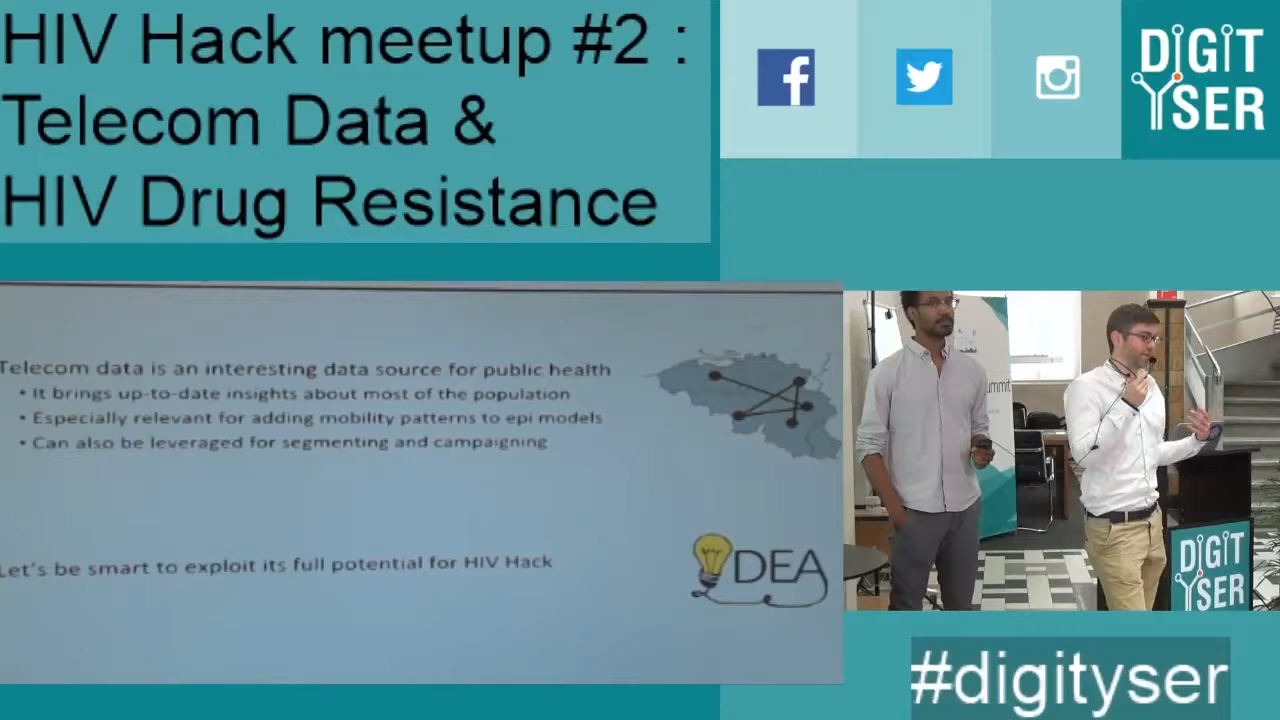 HIV Hack meetup #2 :
Telecom Data &
HIV Drug Resistance
DIGIT
YSER
Telecom data is an interesting data source for public health
• It brings up-to-date insights about most of the population
• Especially relevant for adding mobility patterns to epi models
• Can also be leveraged for segmenting and campaigning
Let's be smart to exploit its full potential for HIV Hack
IDEA
ummit
DIGIT
YSER
#digityser